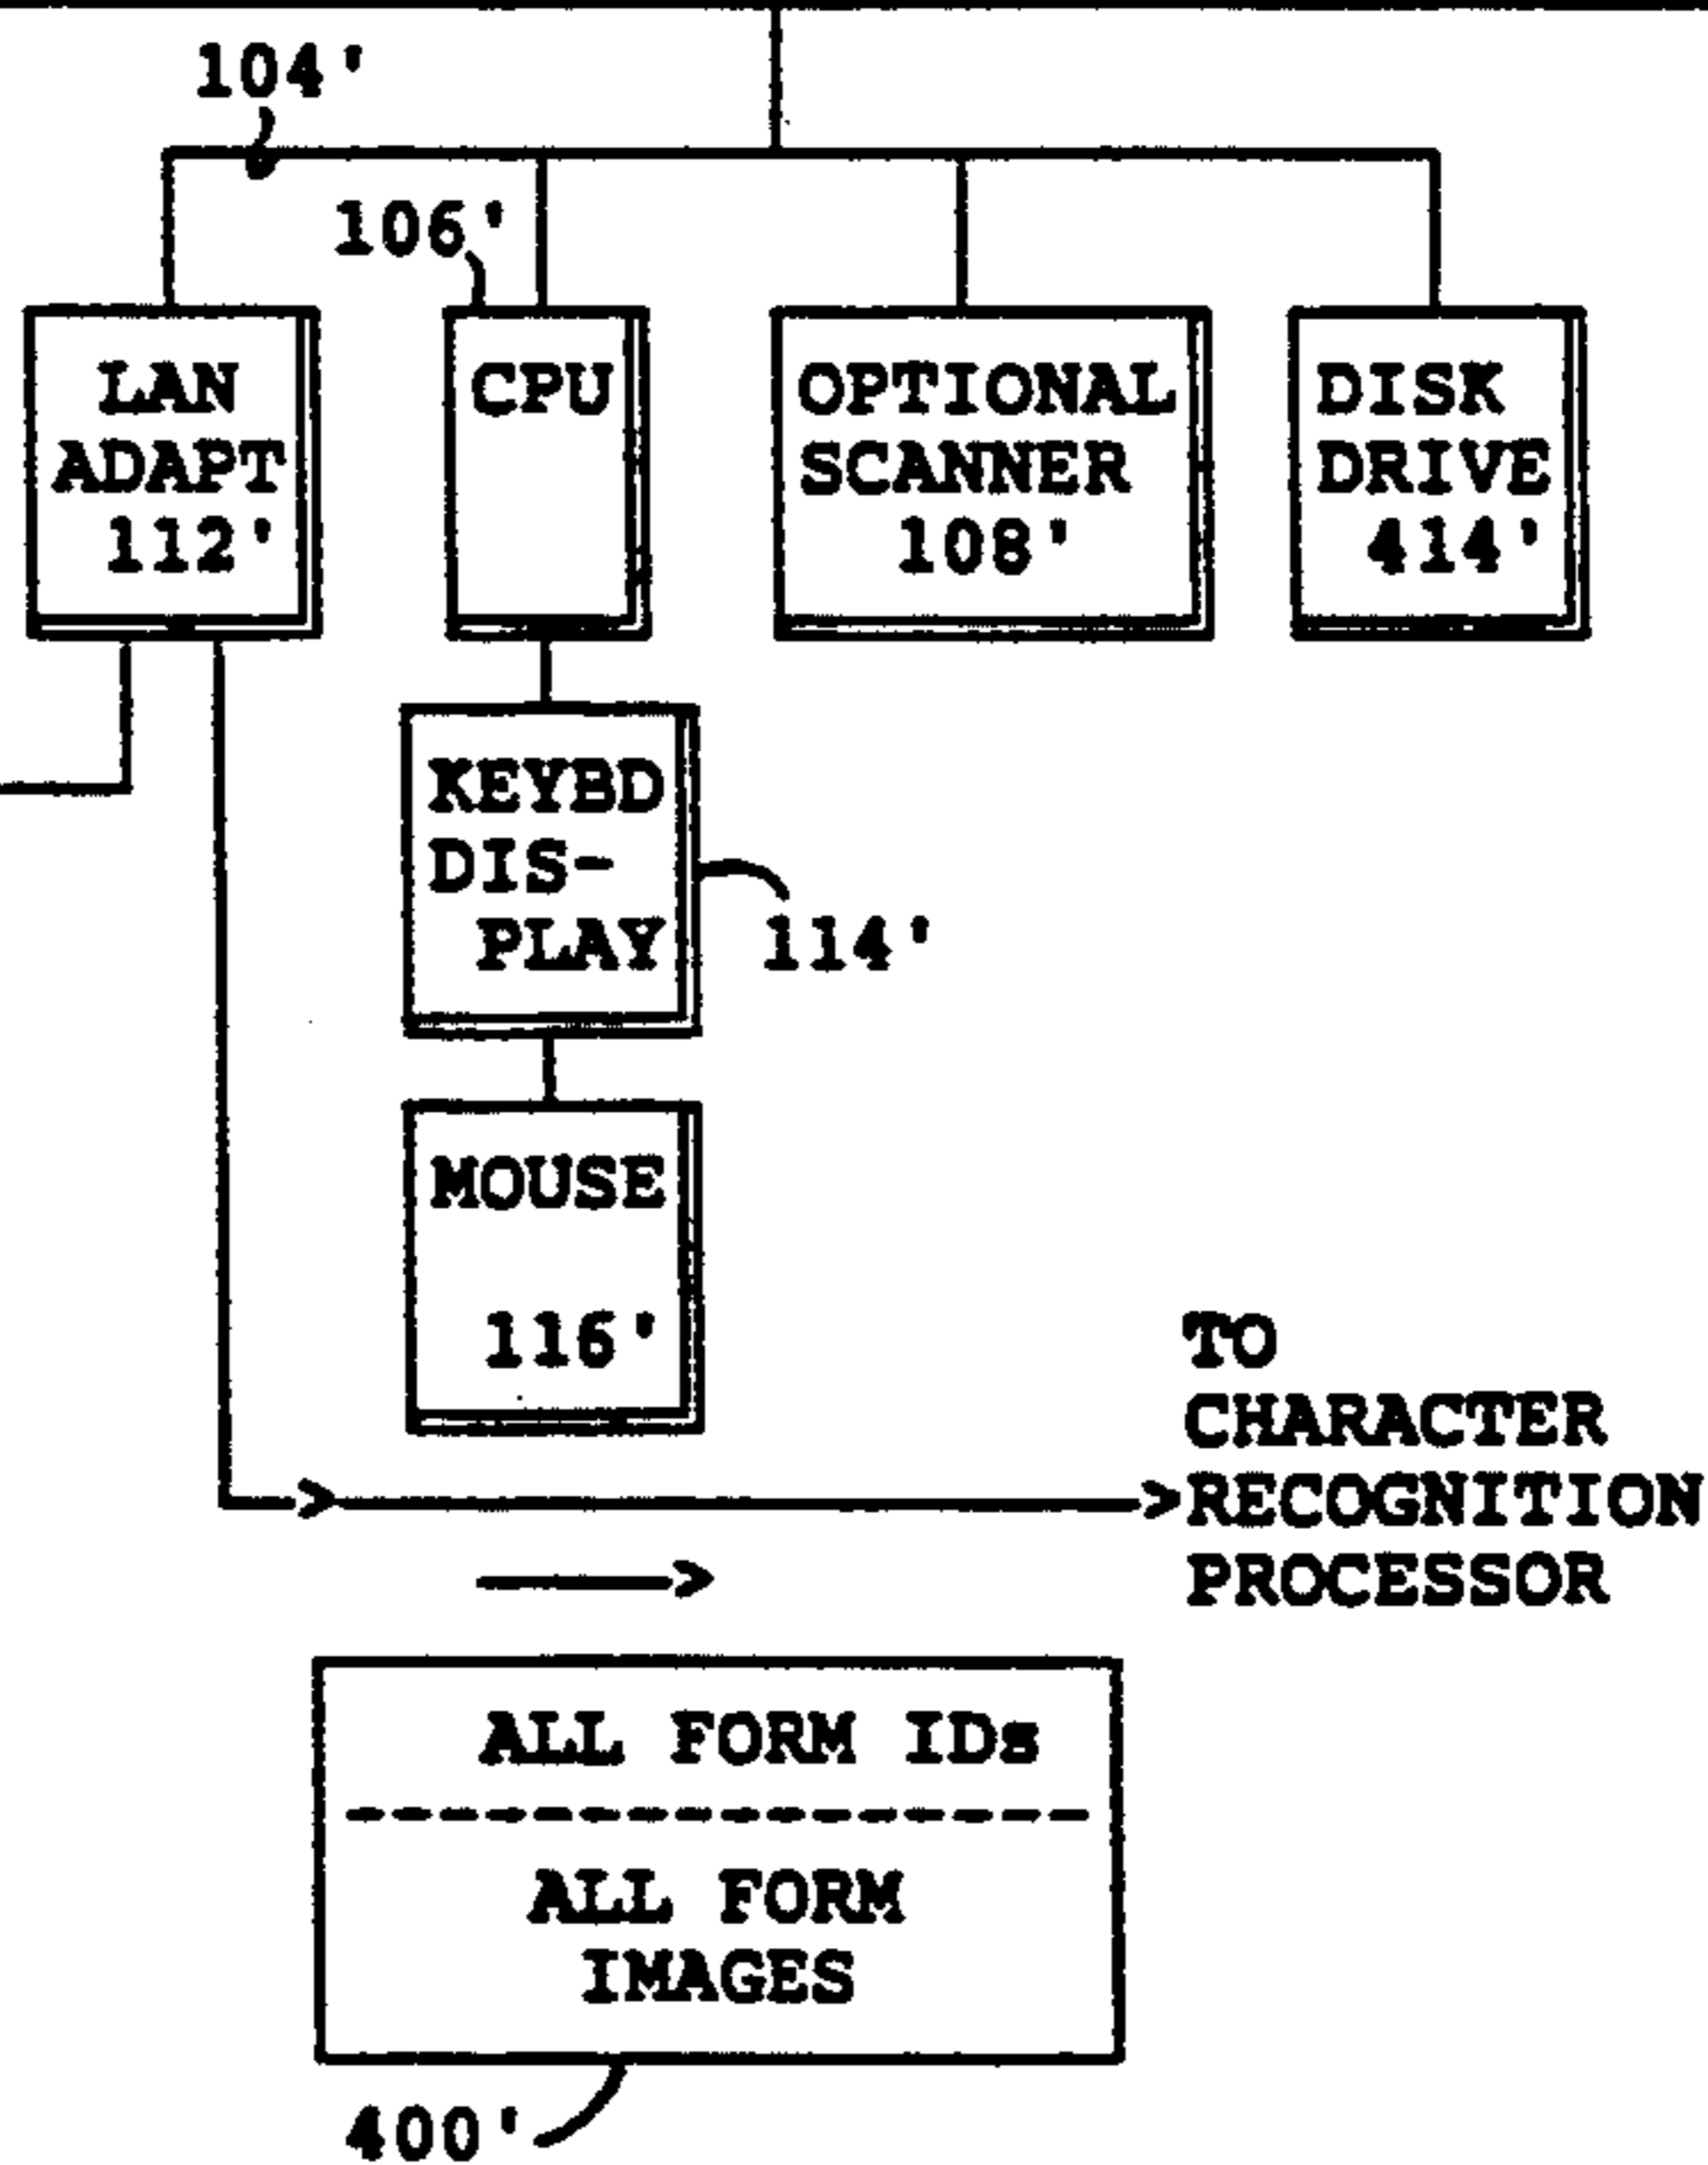 104'
106'
LAN
ADAPT
112'
CPU
OPTIONAL
SCANNER
108'
DISK
DRIVE
414'
KEYBD
DIS-
PLAY
114'
MOUSE
116'
TO
CHARACTER
RECOGNITION
PROCESSOR
ALL FORM IDs
ALL FORM
IMAGES
400'